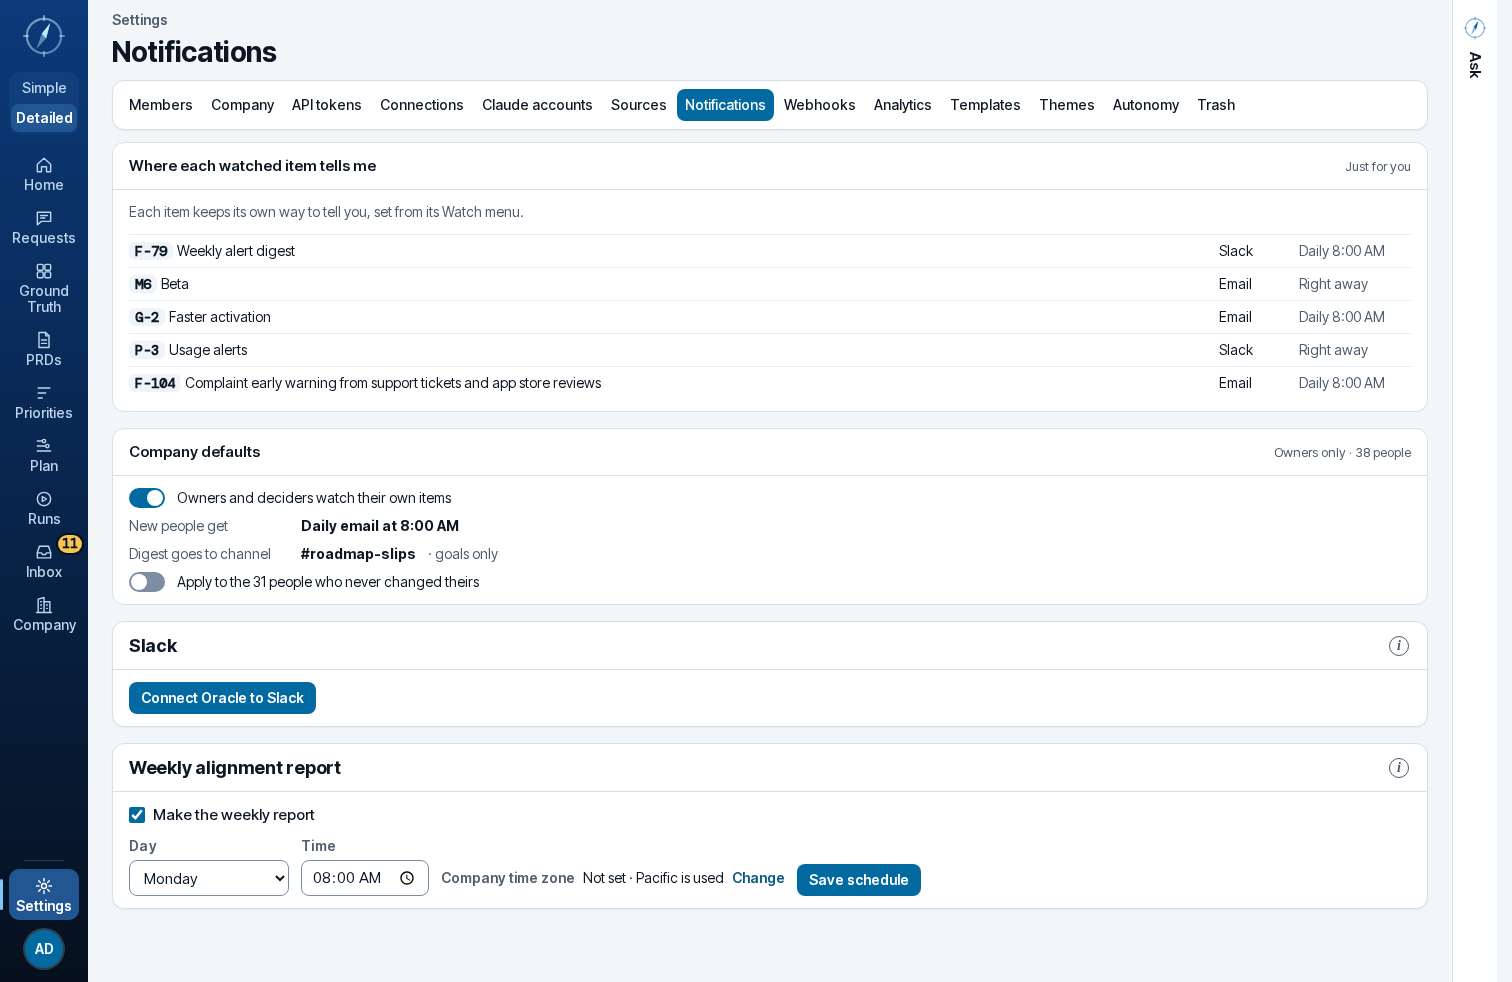 Settings
Notifications
Simple
Detailed
Home
Requests
Ground
Truth
PRDs
Priorities
Plan
Runs
11
Inbox
Company
Settings
AD
Members Company API tokens Connections Claude accounts Sources Notifications Webhooks Analytics Templates Themes Autonomy Trash
Where each watched item tells me Just for you
Each item keeps its own way to tell you, set from its Watch menu.
F-79 Weekly alert digest Slack Daily 8:00 AM
M6 Beta Email Right away
G-2 Faster activation Email Daily 8:00 AM
P-3 Usage alerts Slack Right away
F-104 Complaint early warning from support tickets and app store reviews Email Daily 8:00 AM
Company defaults Owners only · 38 people
Owners and deciders watch their own items
New people get Daily email at 8:00 AM
Digest goes to channel #roadmap-slips · goals only
Apply to the 31 people who never changed theirs
Slack i
Connect Oracle to Slack
Weekly alignment report i
Make the weekly report
Day Time
Monday 08:00 AM Company time zone Not set · Pacific is used Change Save schedule
Ask